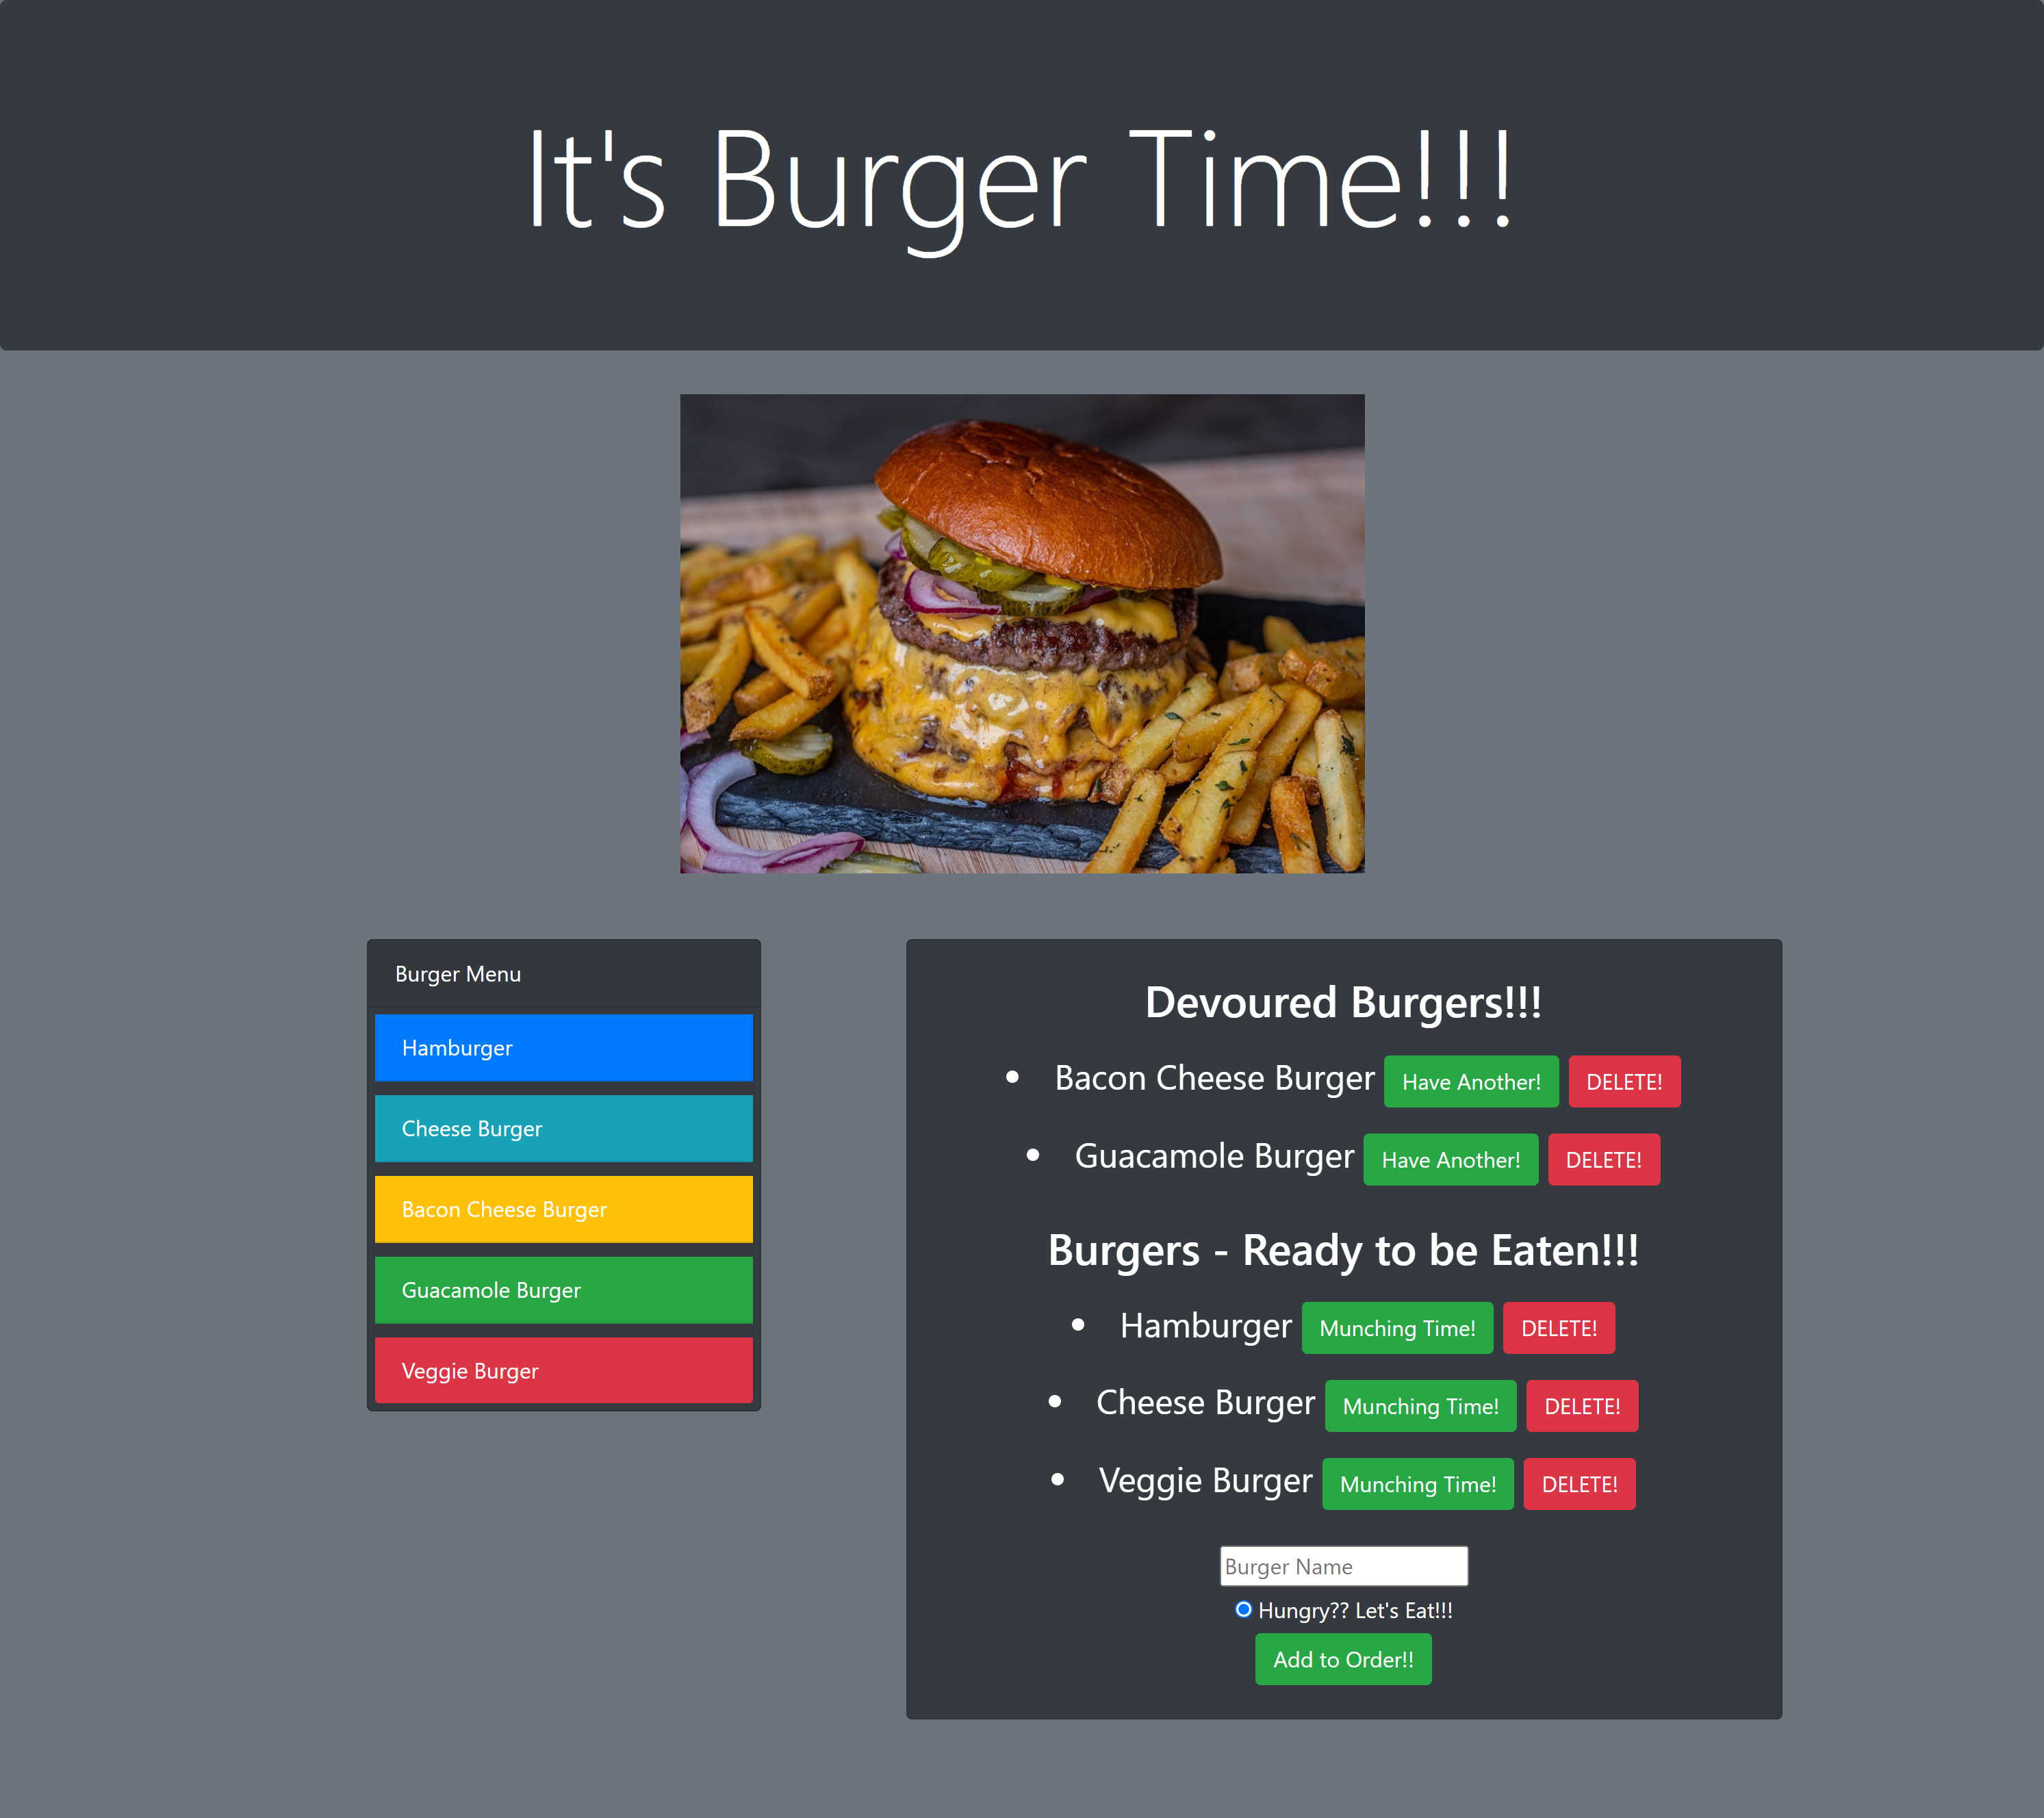 It's Burger Time!!!
Burger Menu
Hamburger
Cheese Burger
Bacon Cheese Burger
Guacamole Burger
Veggie Burger
Devoured Burgers!!!
Bacon Cheese Burger Have Another! DELETE!
Guacamole Burger Have Another! DELETE!
Burgers - Ready to be Eaten!!!
Hamburger Munching Time! DELETE!
Cheese Burger Munching Time! DELETE!
Veggie Burger Munching Time! DELETE!
Burger Name
Hungry?? Let's Eat!!!
Add to Order!!